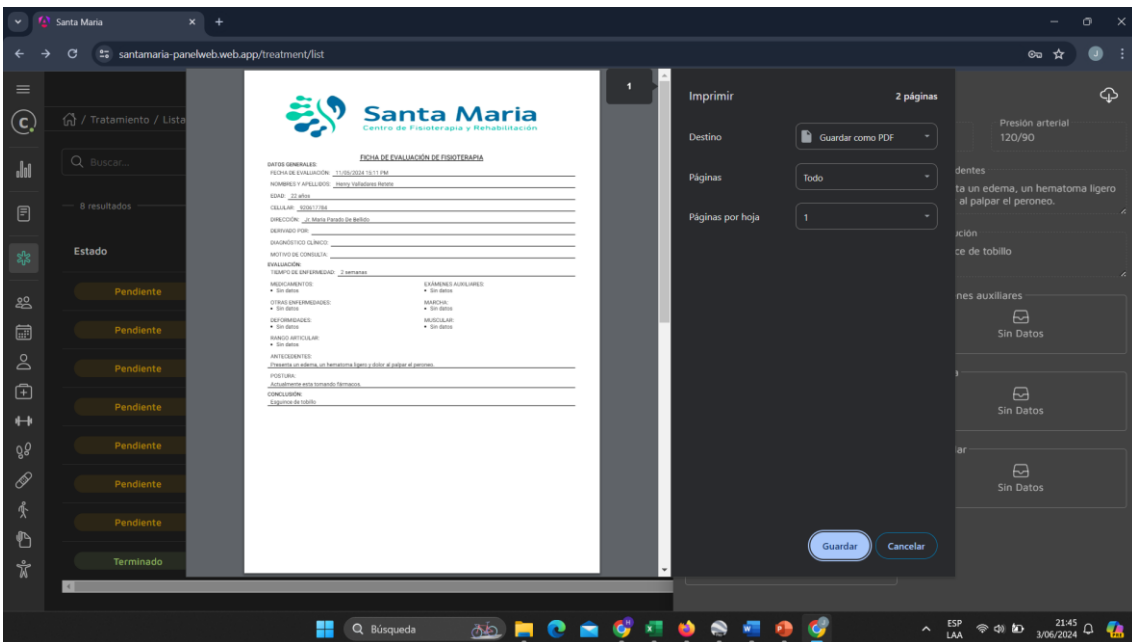 Santa Maria
santamaria-panelweb.web.app/treatment/list
J
C.
/ Tratamiento / Lista
Buscar...
8 resultados
Estado
Pendiente
Pendiente
Pendiente
Pendiente
Pendiente
Pendiente
Pendiente
Terminado
Santa Maria
Centro de Fisioterapia y Rehabilitación
FICHA DE EVALUACIÓN DE FISIOTERAPIA
DATOS GENERALES:
FECHA DE EVALUACIÓN: 11/05/2024 15:11 PM
NOMBRES Y APELLIDOS: Henry Valladares Renite
EDAD: 22 años
CELULAR: 920617786
DIRECCIÓN: Jr. Maria Parado De Bellido
DERIVADO POR:
DIAGNÓSTICO CLÍNICO:
MOTIVO DE CONSULTA:
EVALUACIÓN:
TIEMPO DE ENFERMEDAD: 2 semanas
MEDICAMENTOS: EXÁMENES AUXILIARES:
• Sin datos • Sin datos
OTRAS ENFERMEDADES: MARCHA:
• Sin datos • Sin datos
DEFORMIDADES: MUSCULAR:
• Sin datos • Sin datos
RANGO ARTICULAR:
• Sin datos
ANTECEDENTES:
Presenta un edema, un hematoma ligero y dolor al palpar el peroneo.
POSTURA:
Actualmente esta tomando fármacos.
CONCLUSIÓN:
Esguince de tobillo
1
Imprimir 2 páginas
Destino Guardar como PDF
Páginas Todo
Páginas por hoja 1
Guardar Cancelar
Presión arterial
120/90
dentes
ta un edema, un hematoma ligero
al palpar el peroneo.
ución
ce de tobillo
nes auxiliares
Sin Datos
Sin Datos
ar
Sin Datos
Búsqueda
ESP
LAA
21:45
3/06/2024